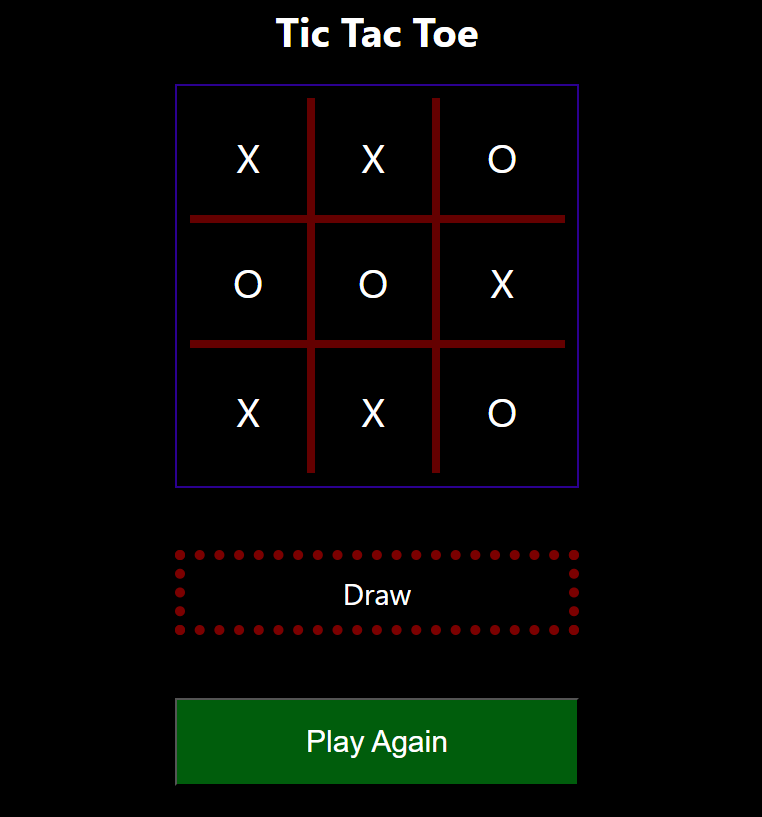 Tic Tac Toe
X X O
O O X
X X O
Draw
Play Again